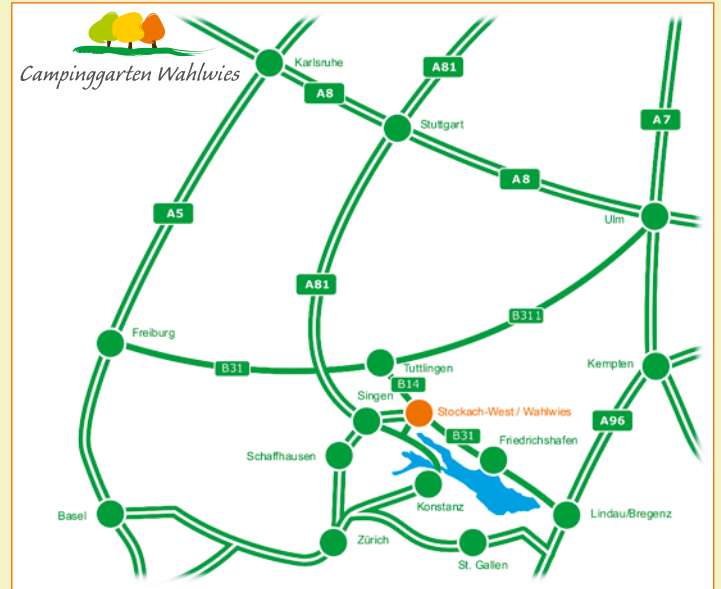 Campinggarten Wahlwies
Karlsruhe
A81
A8
Stuttgart
A7
A8
A5
Ulm
A81
B311
Freiburg
B31
Tuttlingen
Kempten
B14
Singen
Stockach-West / Wahlwies
A96
B31
Friedrichshafen
Schaffhausen
Konstanz
Basel
Lindau/Bregenz
Zürich
St. Gallen